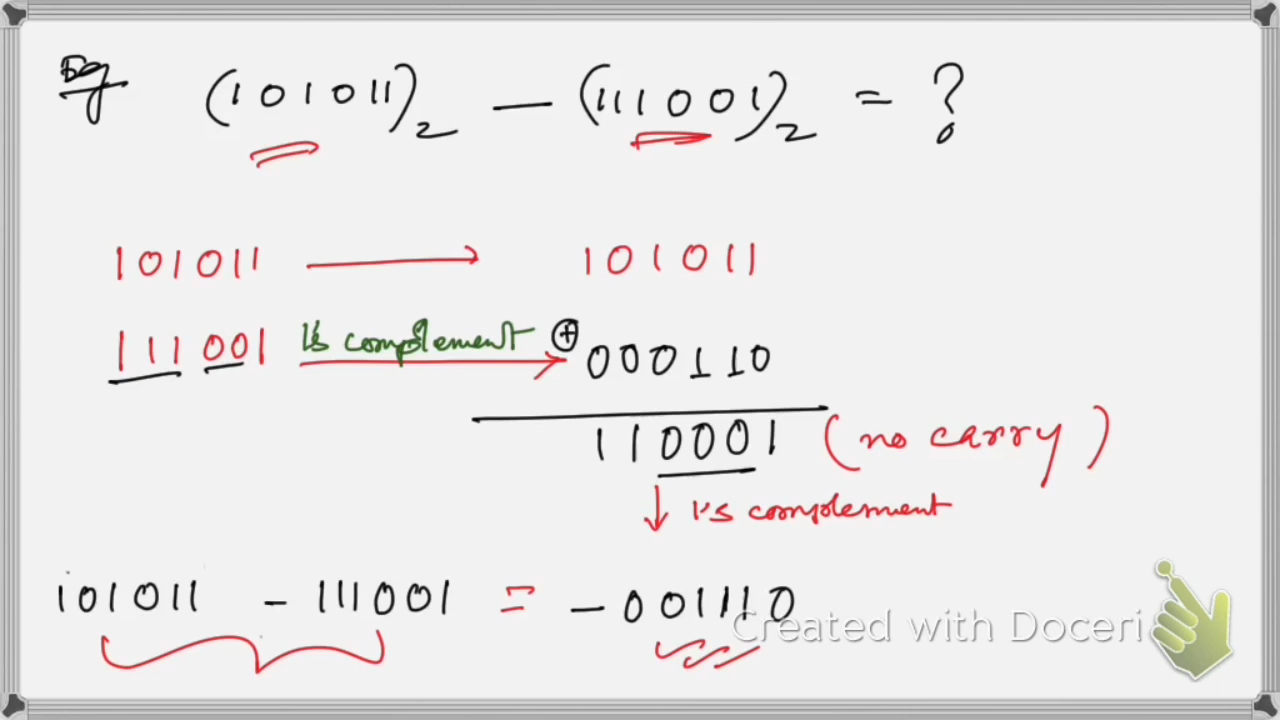 Eg (101011)₂ — (111001)₂ = ?
101011 → 101011
111001 1's complement → ⊕ 000110
110001 (no carry)
↓ 1's complement
101011 - 111001 = - 001110
Created with Doceri